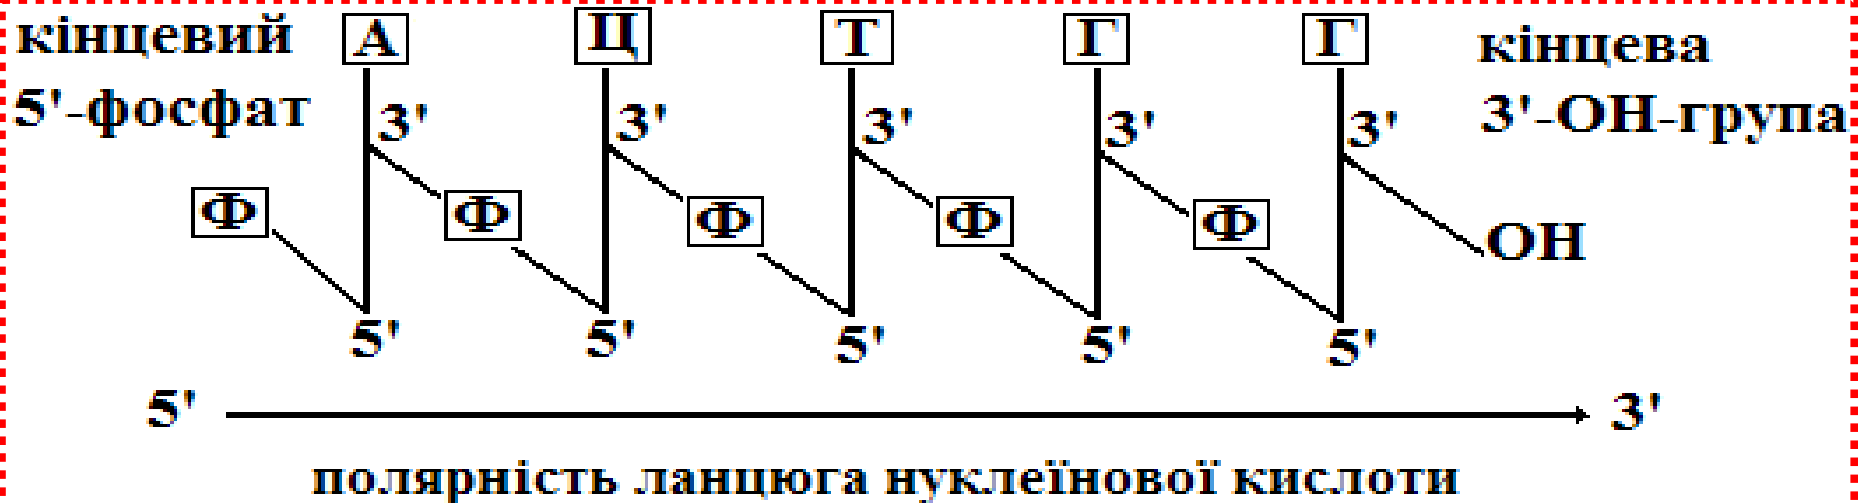 кінцевий
5'-фосфат
А Ц Т Г Г
кінцева
3'-ОН-група
3' 3' 3' 3' 3'
Ф Ф Ф Ф Ф ОН
5' 5' 5' 5' 5'
5' 3'
полярність ланцюга нуклеїнової кислоти